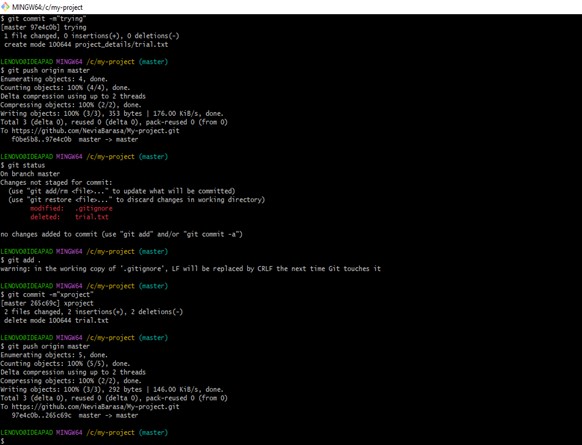 MINGW64:/c/my-project
$ git commit -m"trying"
[master 97e4c0b] trying
1 file changed, 0 insertions(+), 0 deletions(-)
create mode 100644 project_details/trial.txt
LENOVO@IDEAPAD MINGW64 /c/my-project (master)
$ git push origin master
Enumerating objects: 4, done.
Counting objects: 100% (4/4), done.
Delta compression using up to 2 threads
Compressing objects: 100% (2/2), done.
Writing objects: 100% (3/3), 353 bytes | 176.00 KiB/s, done.
Total 3 (delta 0), reused 0 (delta 0), pack-reused 0 (from 0)
To https://github.com/NeviaBarasa/My-project.git
f0be5b8..97e4c0b master -> master
LENOVO@IDEAPAD MINGW64 /c/my-project (master)
$ git status
On branch master
Changes not staged for commit:
(use "git add/rm <file>..." to update what will be committed)
(use "git restore <file>..." to discard changes in working directory)
modified: .gitignore
deleted: trial.txt
no changes added to commit (use "git add" and/or "git commit -a")
LENOVO@IDEAPAD MINGW64 /c/my-project (master)
$ git add .
warning: in the working copy of '.gitignore', LF will be replaced by CRLF the next time Git touches it
LENOVO@IDEAPAD MINGW64 /c/my-project (master)
$ git commit -m"xproject"
[master 265c69c] xproject
2 files changed, 2 insertions(+), 2 deletions(-)
delete mode 100644 trial.txt
LENOVO@IDEAPAD MINGW64 /c/my-project (master)
$ git push origin master
Enumerating objects: 5, done.
Counting objects: 100% (5/5), done.
Delta compression using up to 2 threads
Compressing objects: 100% (2/2), done.
Writing objects: 100% (3/3), 292 bytes | 146.00 KiB/s, done.
Total 3 (delta 0), reused 0 (delta 0), pack-reused 0 (from 0)
To https://github.com/NeviaBarasa/My-project.git
97e4c0b..265c69c master -> master
LENOVO@IDEAPAD MINGW64 /c/my-project (master)
$